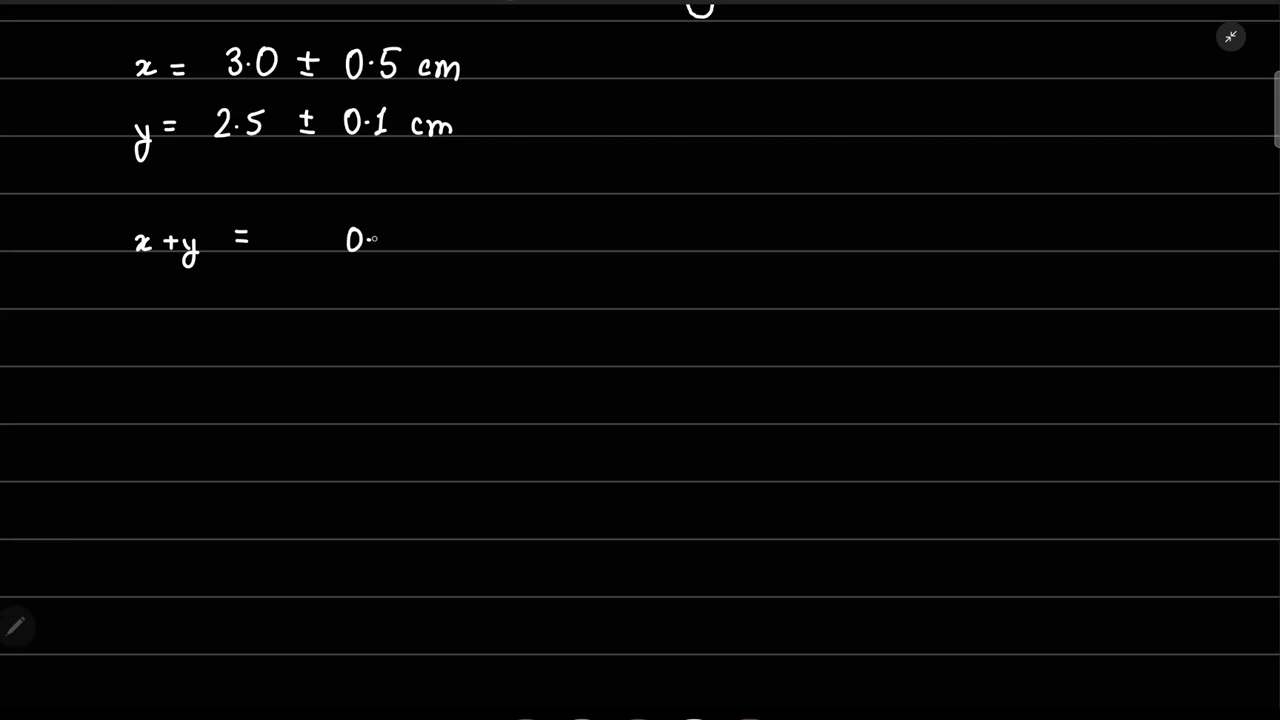 x = 3.0 ± 0.5 cm
y = 2.5 ± 0.1 cm
x + y = 0.